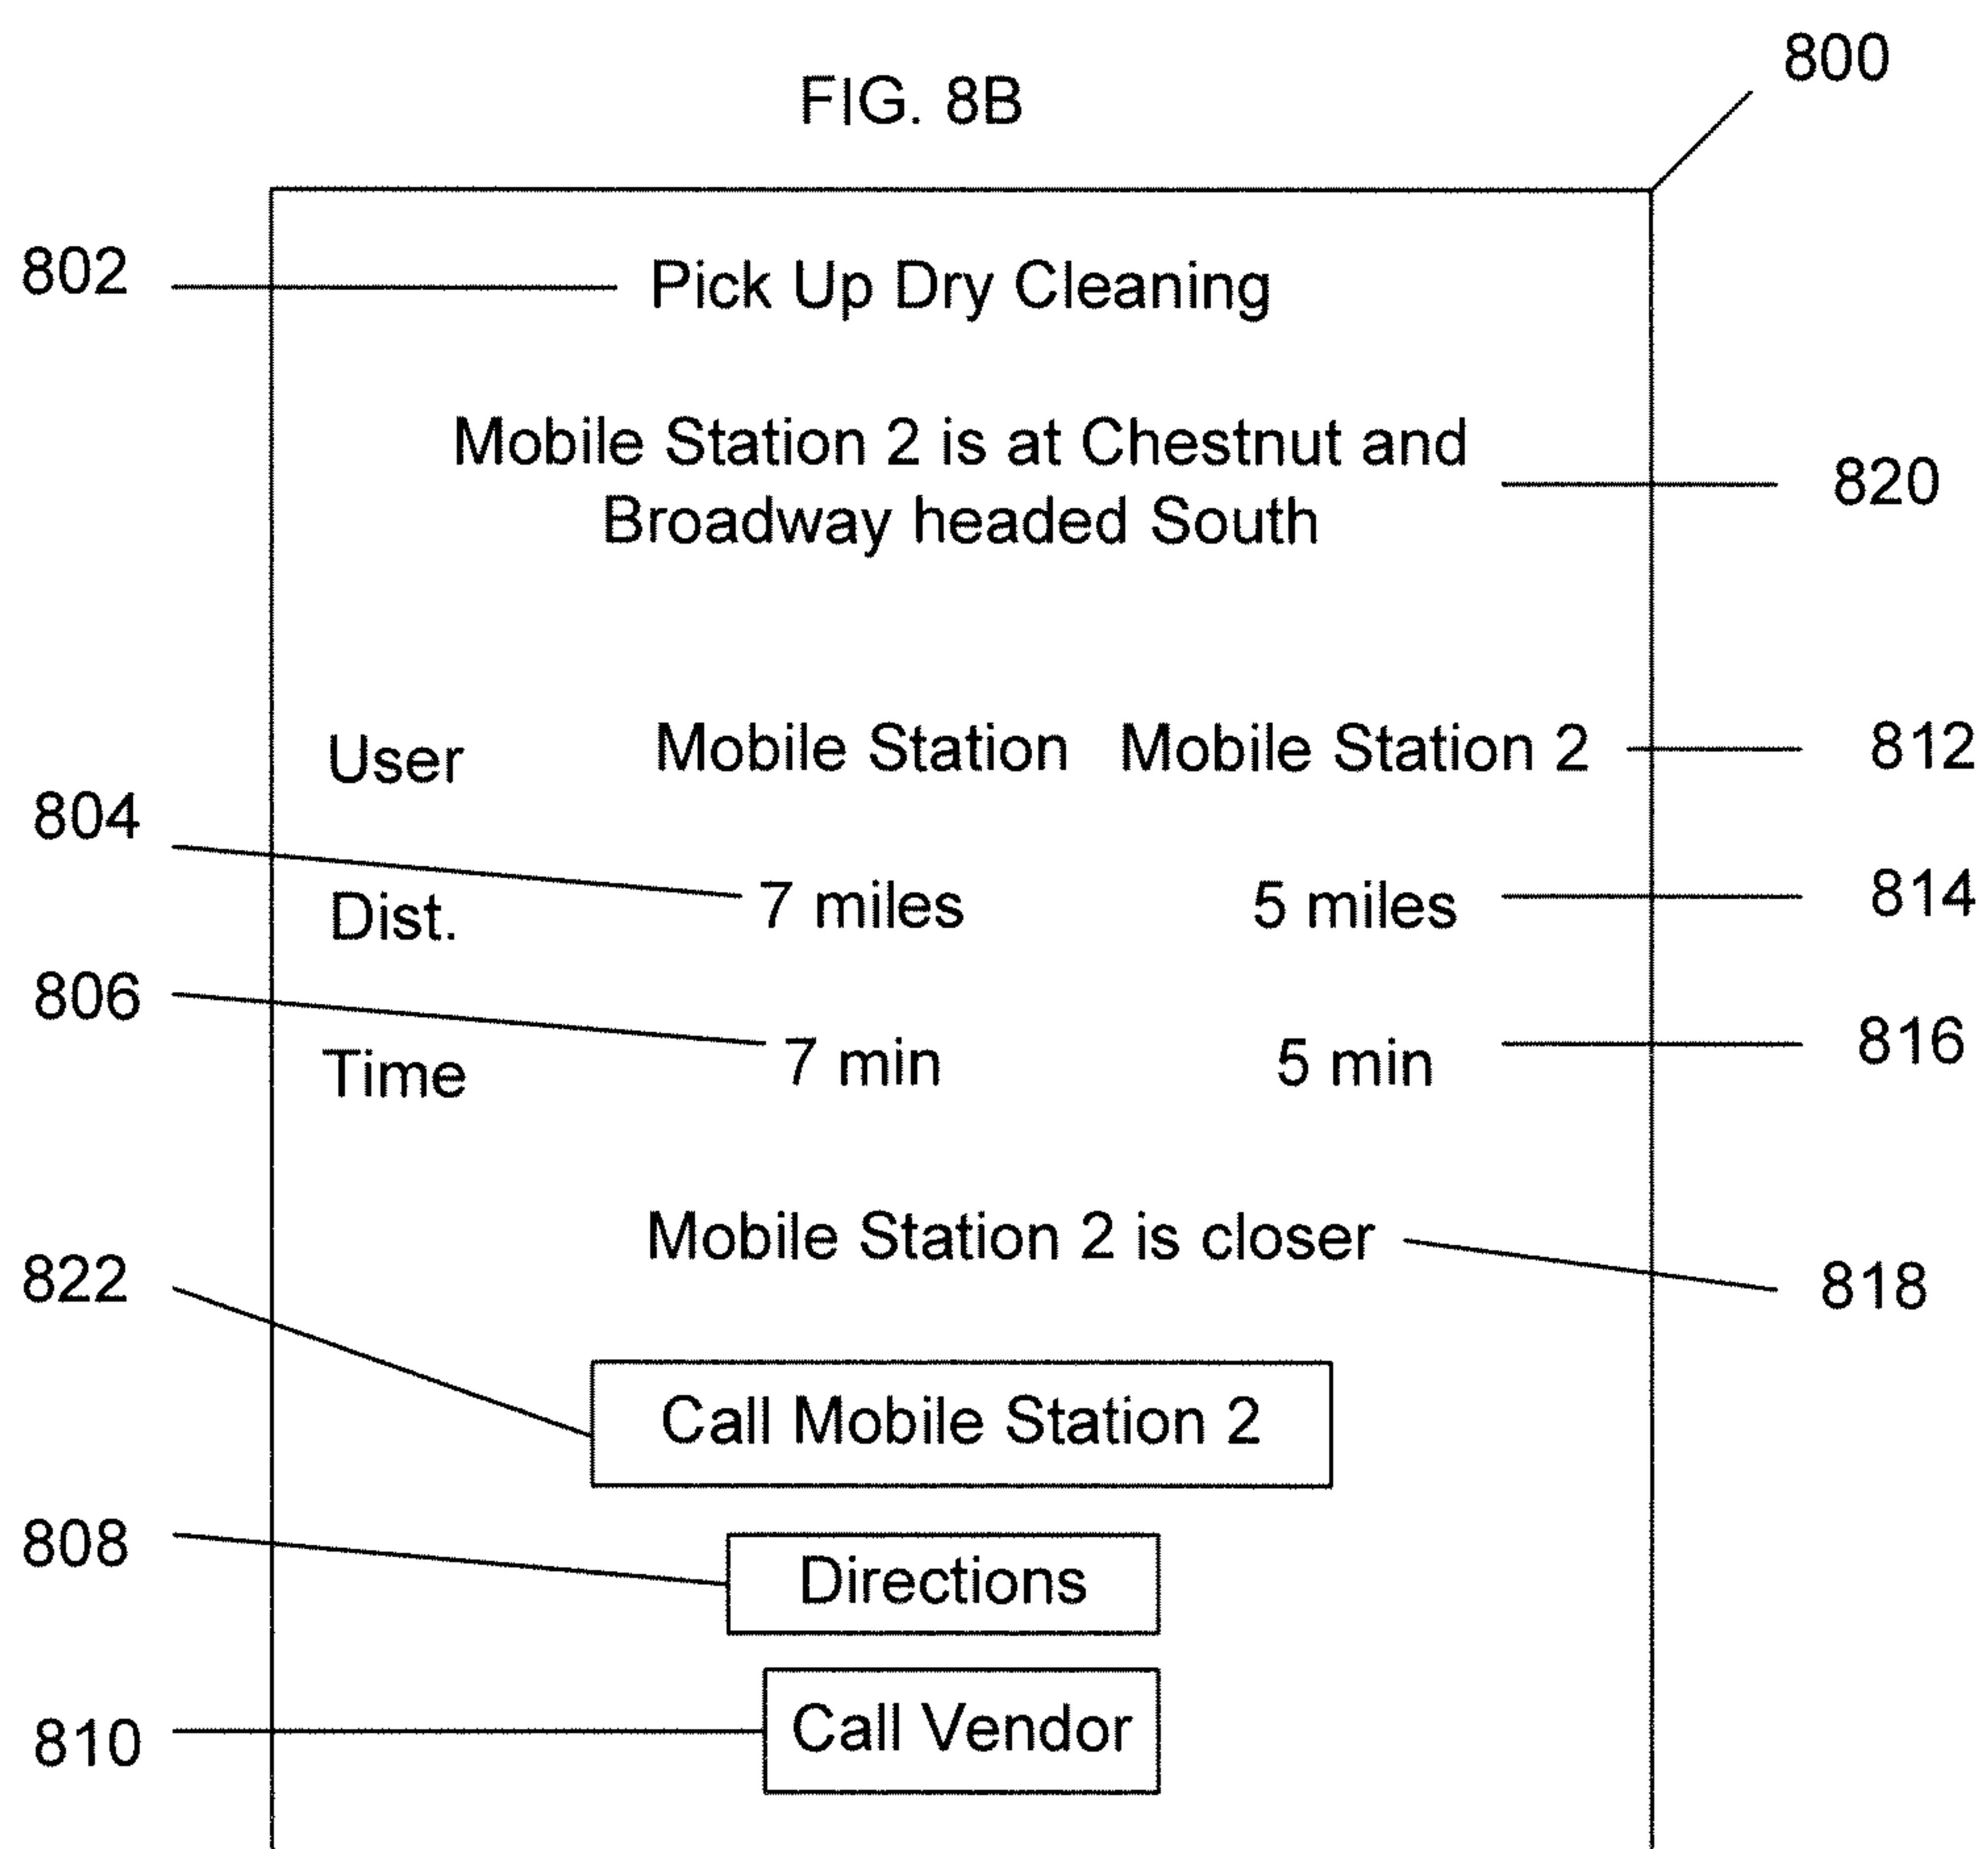 800
FIG. 8B
802
Pick Up Dry Cleaning
Mobile Station 2 is at Chestnut and
820
Broadway headed South
User
Mobile Station
Mobile Station 2
812
804
Dist.
7 miles
5 miles
814
806
Time
7 min
5 min
816
Mobile Station 2 is closer
822
818
Call Mobile Station 2
808
Directions
810
Call Vendor